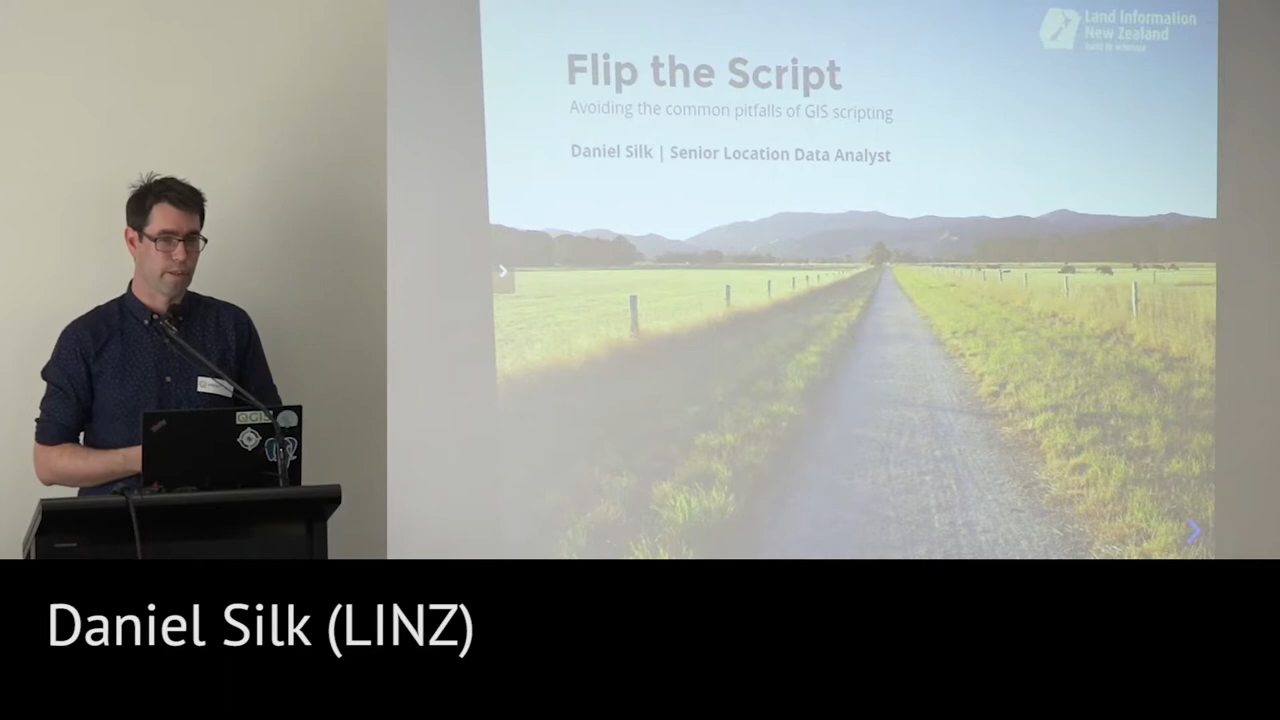 Land Information
New Zealand
Flip the Script
Avoiding the common pitfalls of GIS scripting
Daniel Silk | Senior Location Data Analyst
QGIS
Daniel Silk (LINZ)